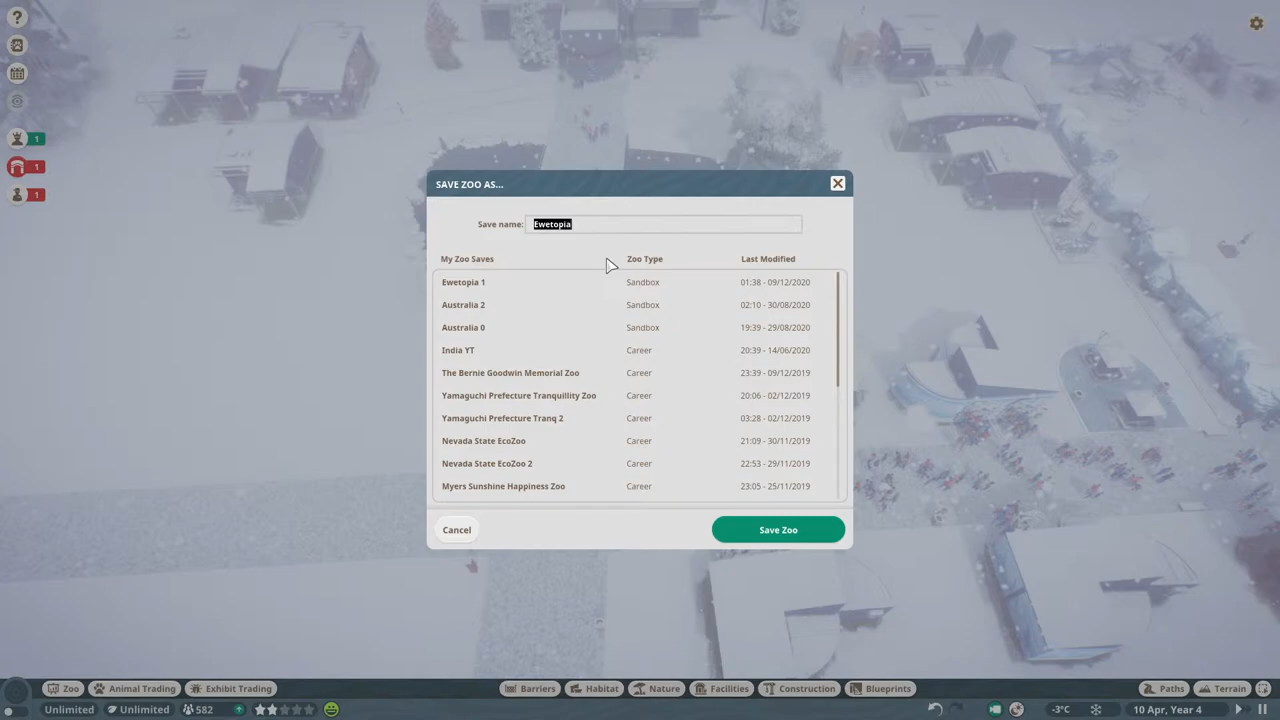 ?
1
1
1
SAVE ZOO AS...
Save name: Ewetopia
My Zoo Saves Zoo Type Last Modified
Ewetopia 1 Sandbox 01:38 - 09/12/2020
Australia 2 Sandbox 02:10 - 30/08/2020
Australia 0 Sandbox 19:39 - 29/08/2020
India YT Career 20:39 - 14/06/2020
The Bernie Goodwin Memorial Zoo Career 23:39 - 09/12/2019
Yamaguchi Prefecture Tranquillity Zoo Career 20:06 - 02/12/2019
Yamaguchi Prefecture Tranq 2 Career 03:28 - 02/12/2019
Nevada State EcoZoo Career 21:09 - 30/11/2019
Nevada State EcoZoo 2 Career 22:53 - 29/11/2019
Myers Sunshine Happiness Zoo Career 23:05 - 25/11/2019
Cancel Save Zoo
Zoo Animal Trading Exhibit Trading Barriers Habitat Nature Facilities Construction Blueprints Paths Terrain
Unlimited Unlimited 582 -3°C 10 Apr, Year 4